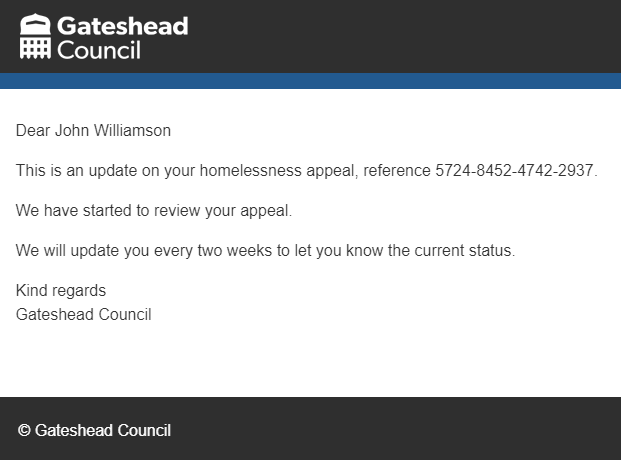 Gateshead
Council
Dear John Williamson
This is an update on your homelessness appeal, reference 5724-8452-4742-2937.
We have started to review your appeal.
We will update you every two weeks to let you know the current status.
Kind regards
Gateshead Council
© Gateshead Council